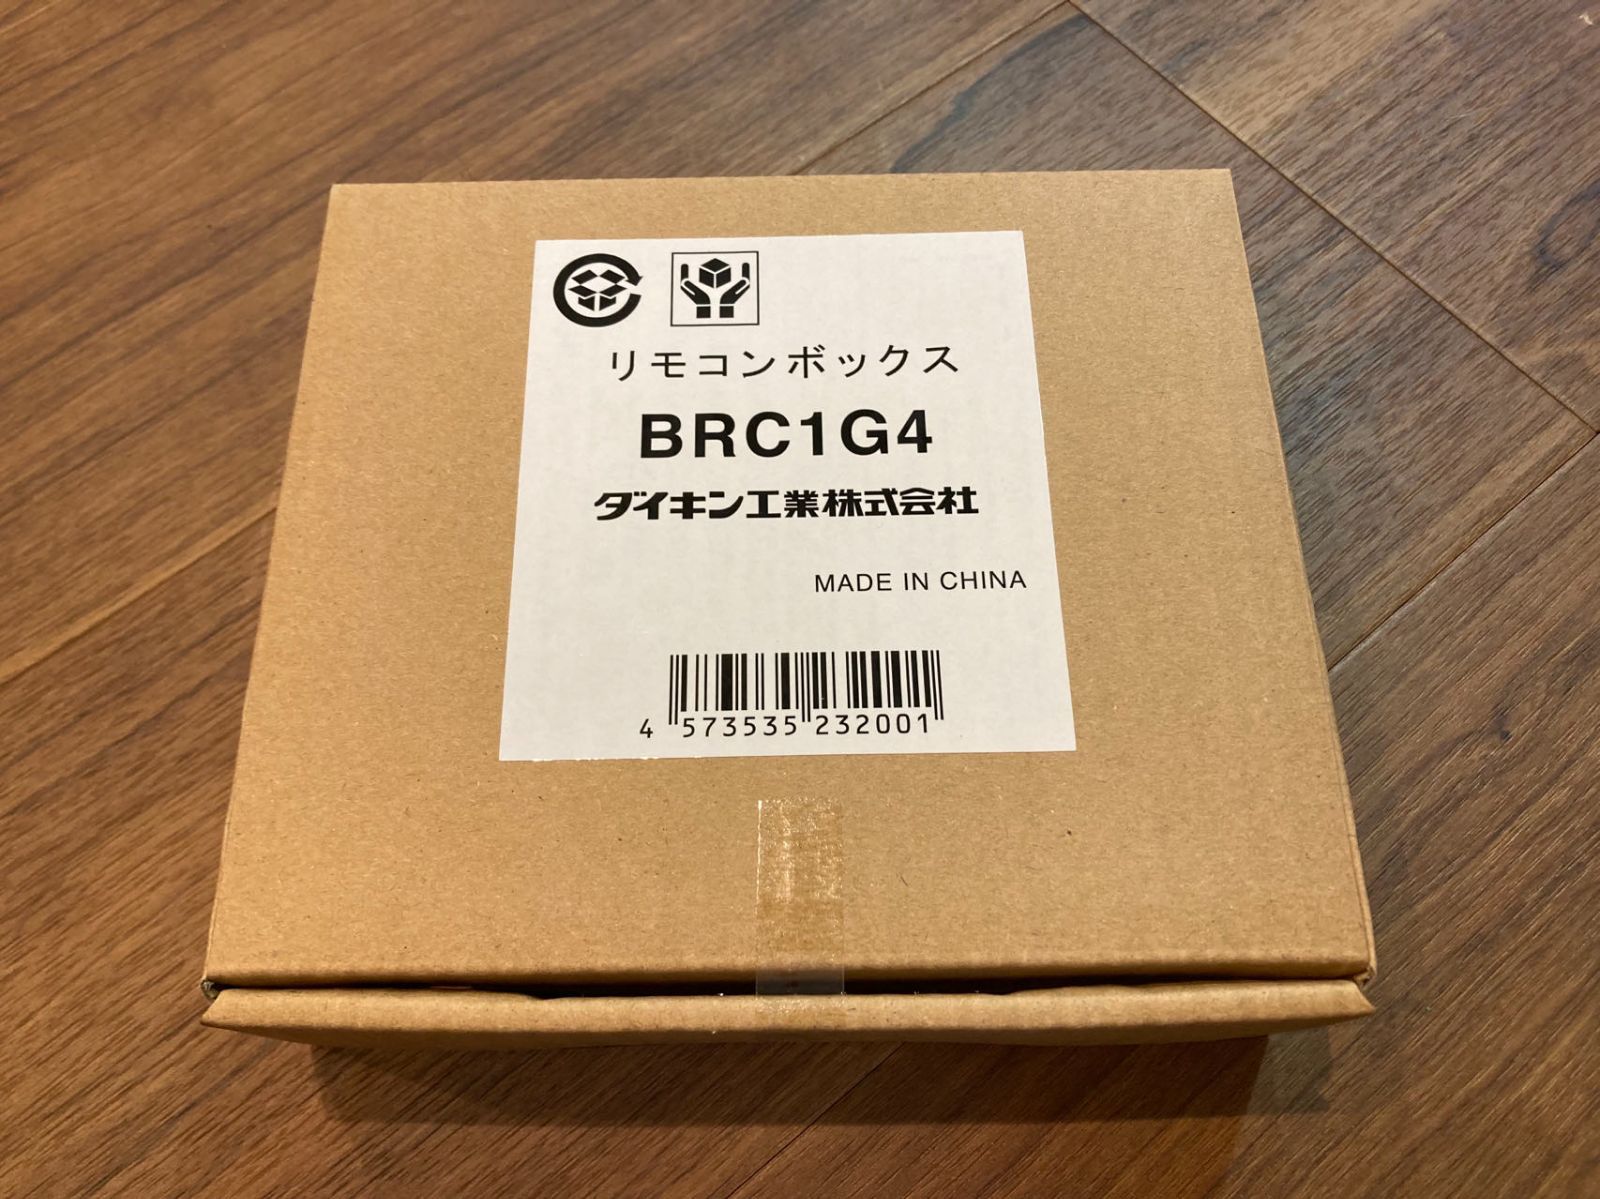 リモコンボックス
BRC1G4
ダイキン工業株式会社
MADE IN CHINA
4 573535 232001